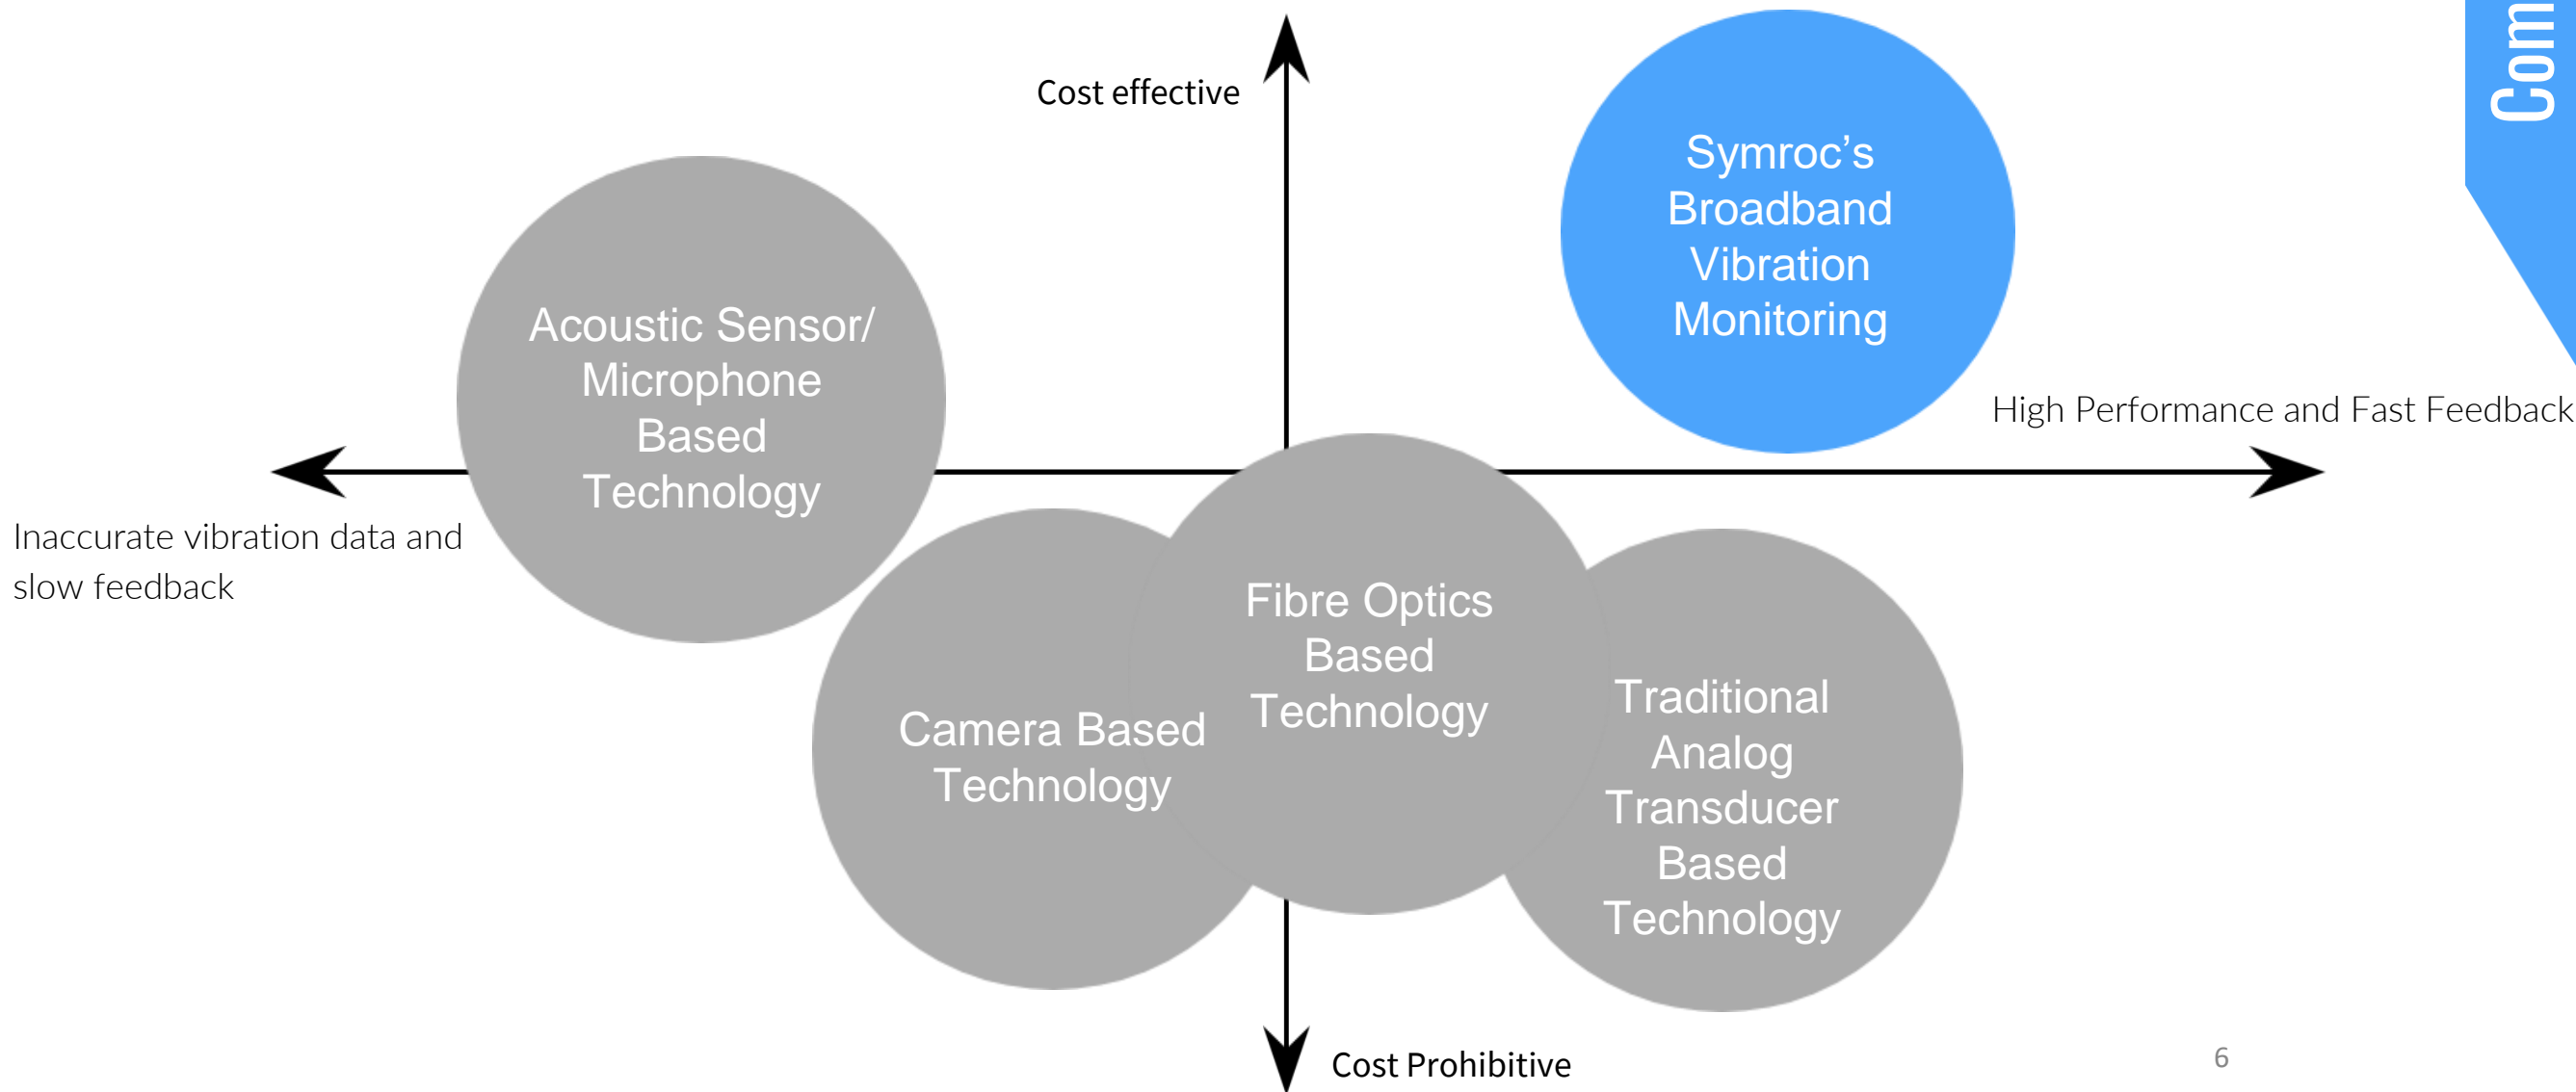 Com
Cost effective
Symroc’s
Broadband
Vibration
Monitoring
High Performance and Fast Feedback
Acoustic Sensor/
Microphone
Based
Technology
Inaccurate vibration data and
slow feedback
Fibre Optics
Based
Technology
Camera Based
Technology
Traditional
Analog
Transducer
Based
Technology
Cost Prohibitive
6